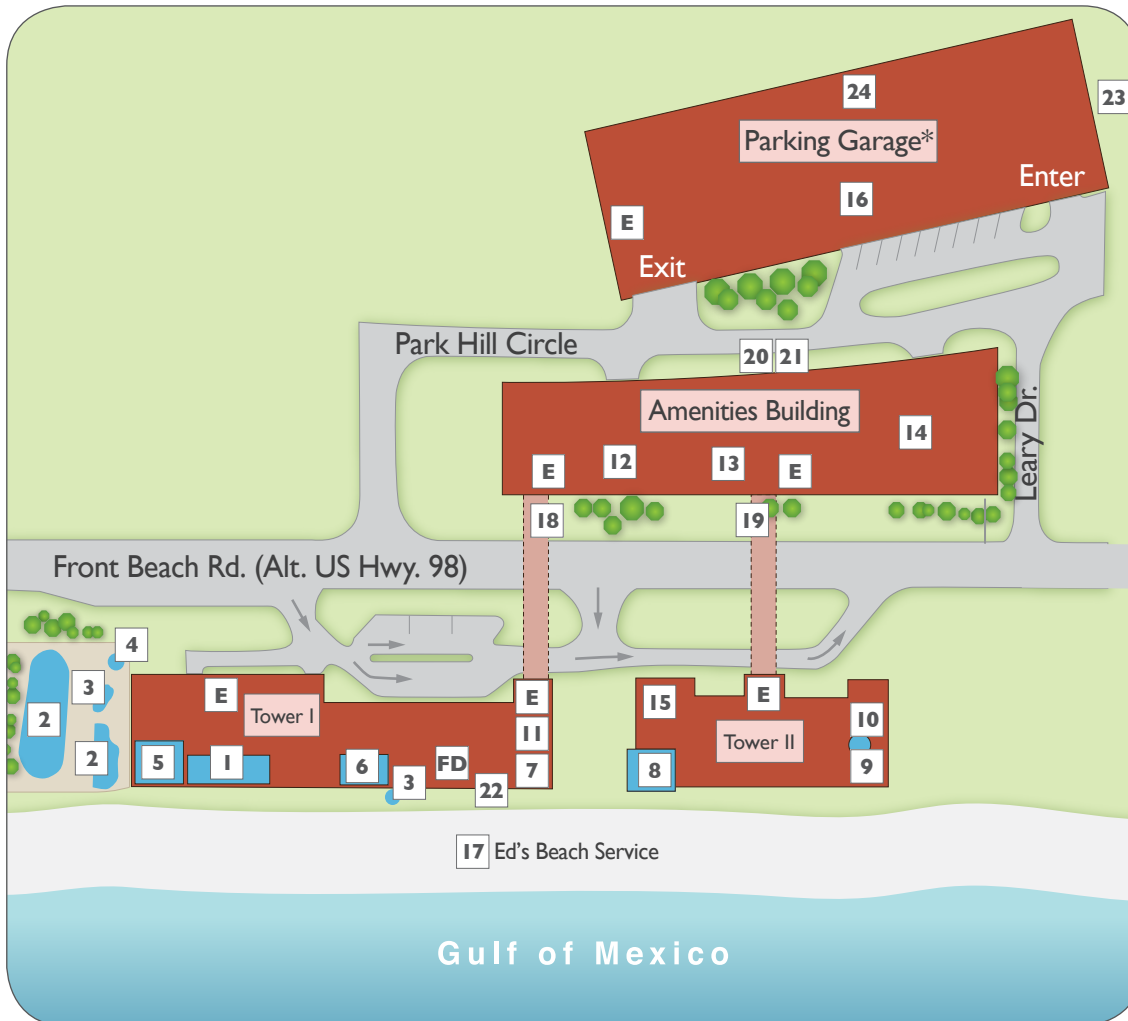 24
23
Parking Garage*
Enter
16
E
Exit
Park Hill Circle
20 21
Amenities Building
14
12
13
E
E
Leary Dr.
18
19
Front Beach Rd. (Alt. US Hwy. 98)
4
3
E
E
E
15
10
2
Tower I
11
Tower II
2
5
1
6
FD
7
8
9
3
22
17 Ed's Beach Service
Gulf of Mexico